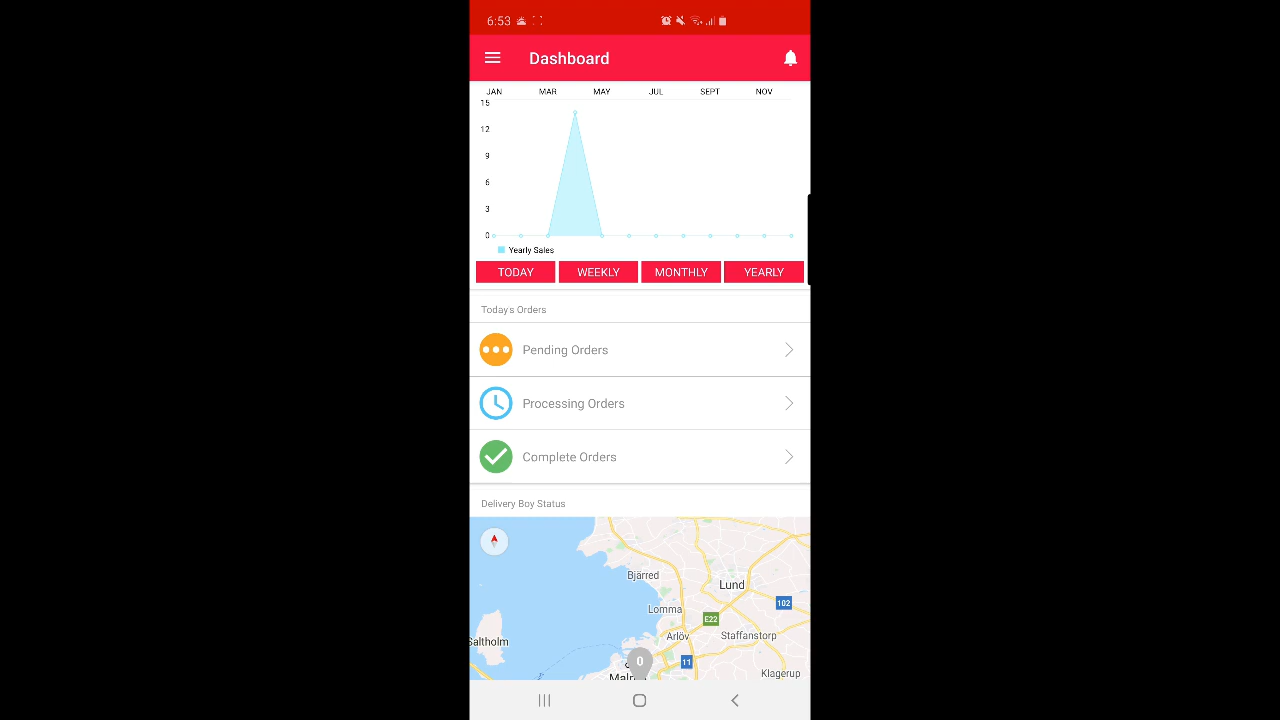 6:53
Dashboard
JAN MAR MAY JUL SEPT NOV
15
12
9
6
3
0
Yearly Sales
TODAY WEEKLY MONTHLY YEARLY
Today's Orders
Pending Orders
Processing Orders
Complete Orders
Delivery Boy Status
Bjärred
Lund
102
Lomma
E22
Arlöv
Staffanstorp
Saltholm
0
11
Klagerup